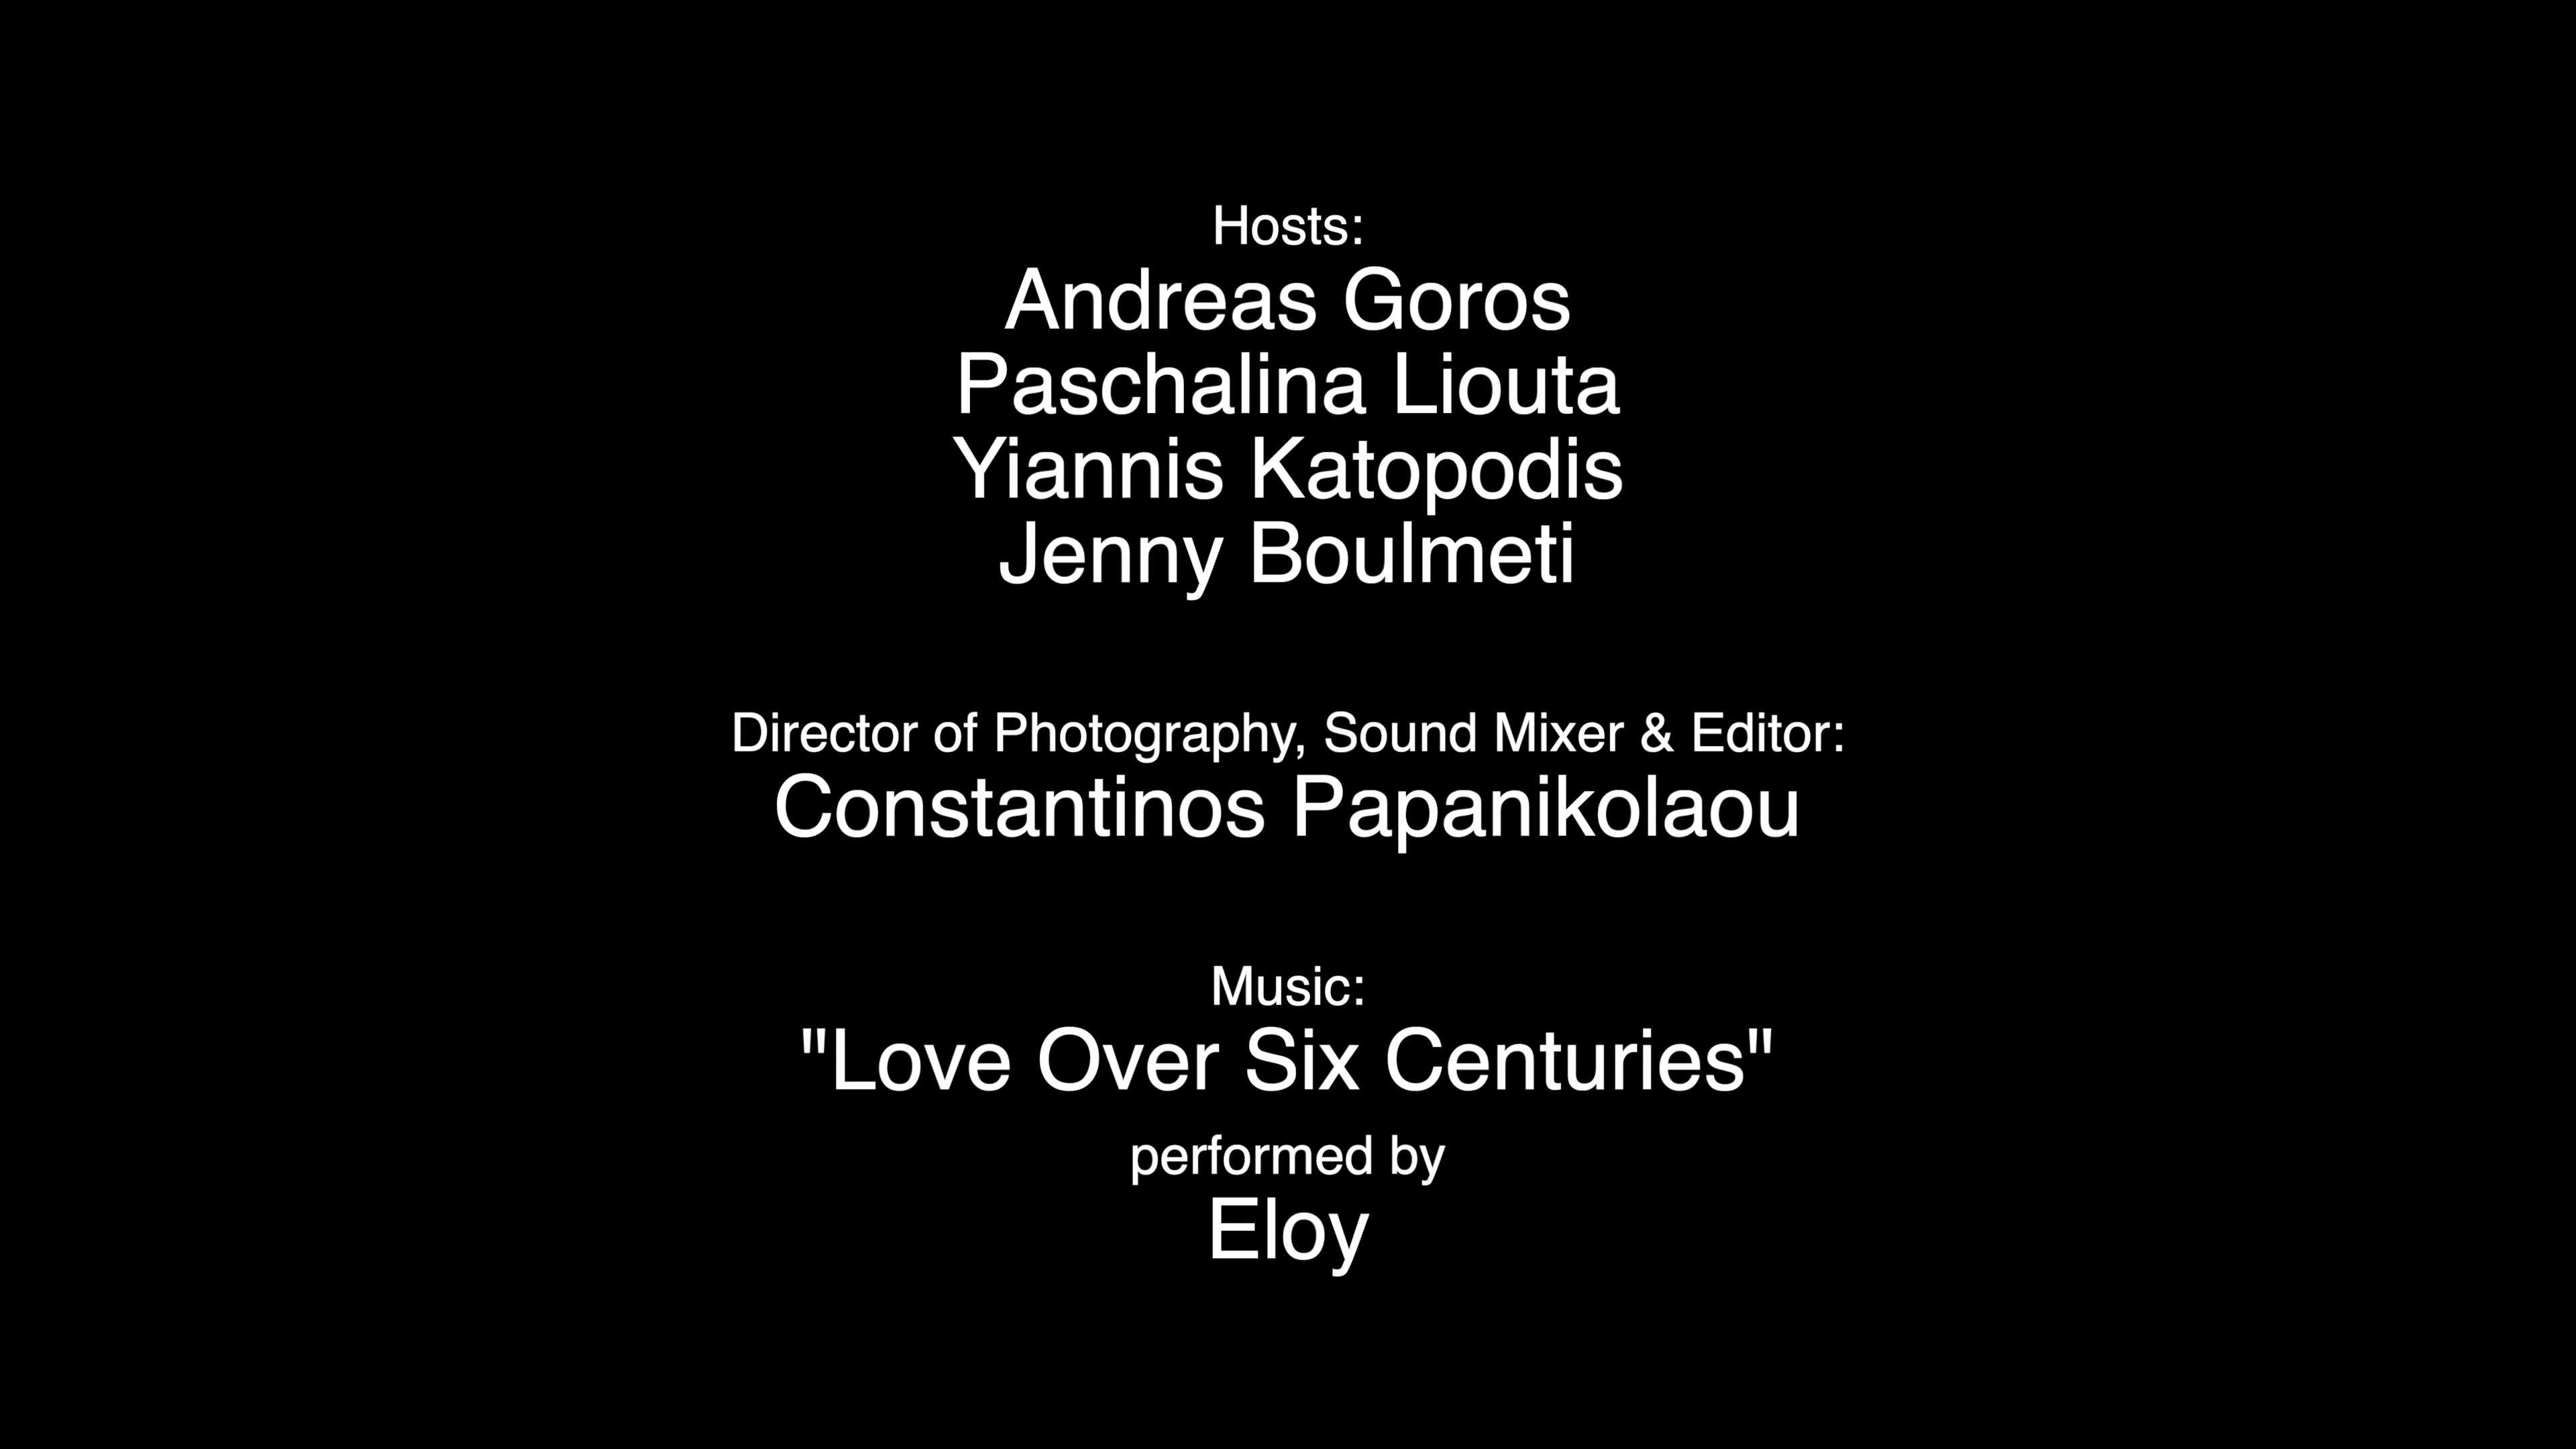 Hosts:
Andreas Goros
Paschalina Liouta
Yiannis Katopodis
Jenny Boulmeti
Director of Photography, Sound Mixer & Editor:
Constantinos Papanikolaou
Music:
"Love Over Six Centuries"
performed by
Eloy